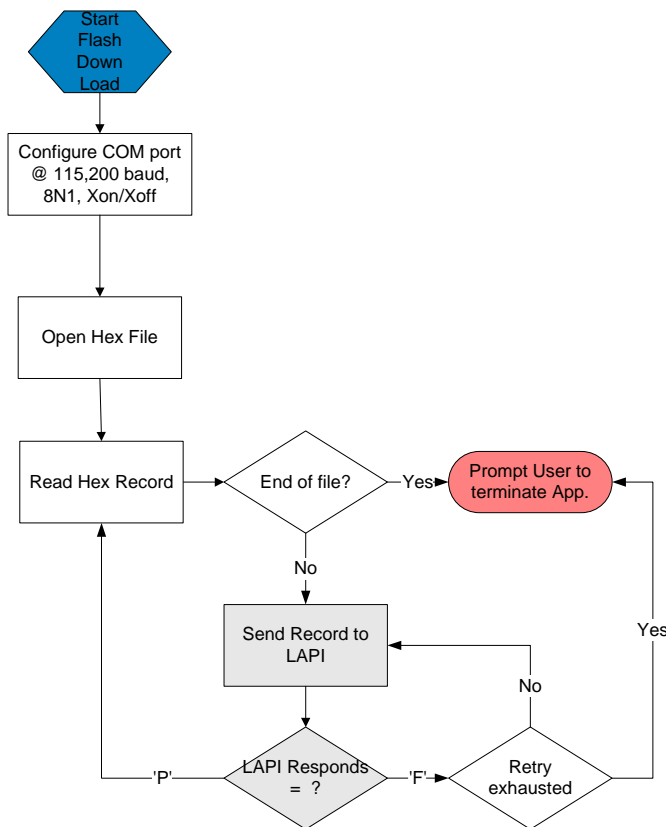 Start
Flash
Down
Load
Configure COM port
@ 115,200 baud,
8N1, Xon/Xoff
Open Hex File
Read Hex Record
End of file?
Yes
Prompt User to
terminate App.
No
Send Record to
LAPI
Yes
No
'P'
LAPI Responds
= ?
'F'
Retry
exhausted